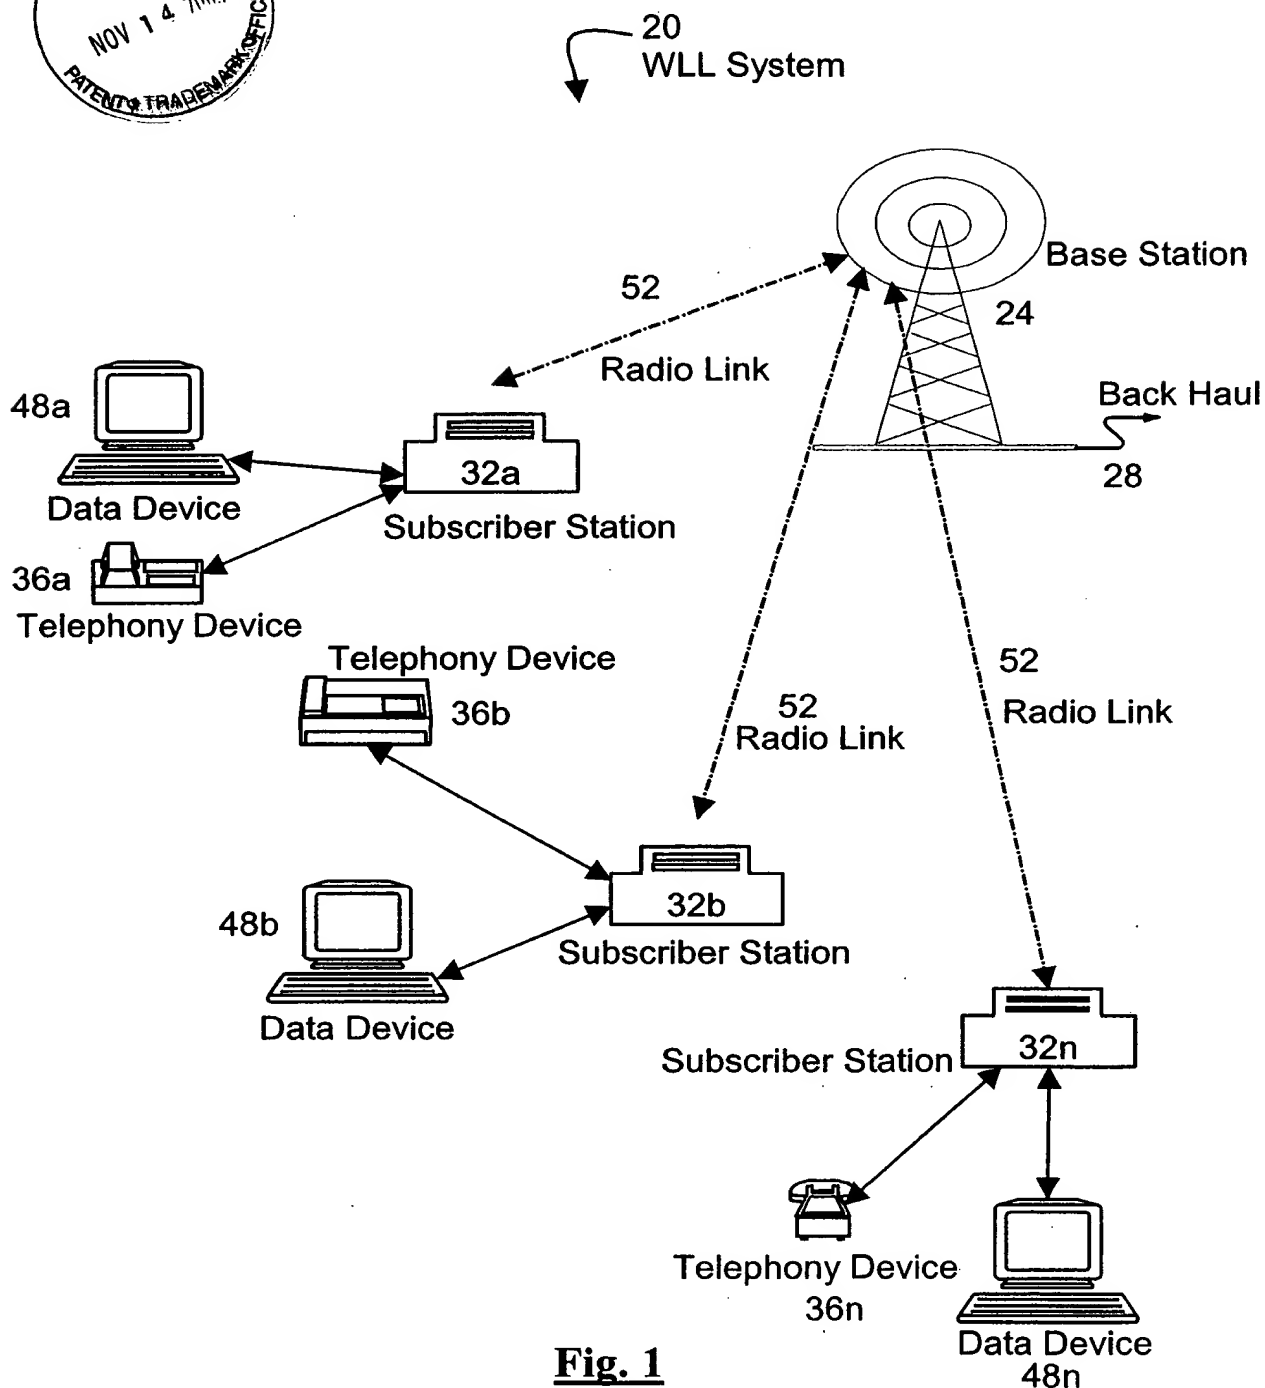 NOV 14
PATENT & TRADEMARK OFFIC
20
WLL System
Base Station
52
24
Radio Link
Back Haul
48a
32a
28
Data Device
Subscriber Station
36a
Telephony Device
Telephony Device
52
36b
52
Radio Link
Radio Link
32b
48b
Subscriber Station
Data Device
32n
Subscriber Station
Telephony Device
36n
Data Device
48n
Fig. 1